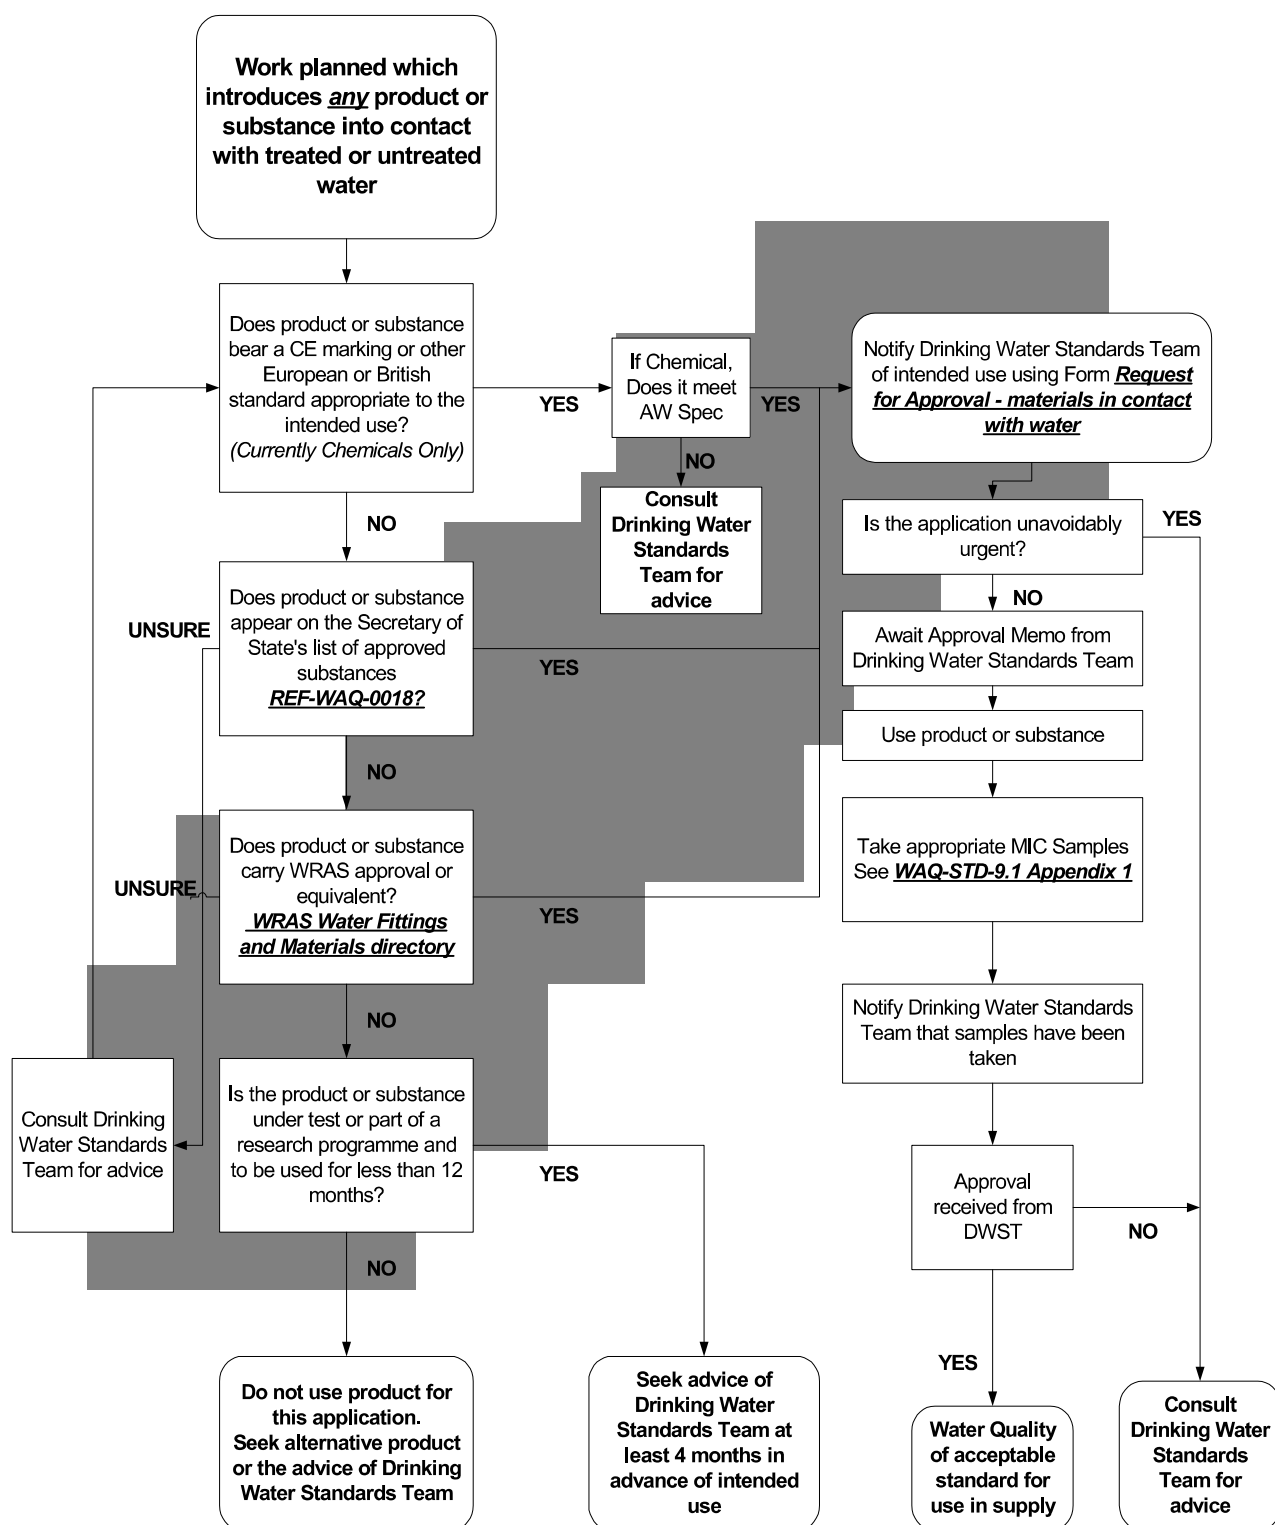 Work planned which
introduces any product or
substance into contact
with treated or untreated
water
Does product or substance
bear a CE marking or other
European or British
standard appropriate to the
intended use?
(Currently Chemicals Only)
YES
If Chemical,
Does it meet
AW Spec
YES
NO
Consult
Drinking Water
Standards
Team for
advice
Notify Drinking Water Standards Team
of intended use using Form Request
for Approval - materials in contact
with water
Is the application unavoidably
urgent?
YES
NO
Await Approval Memo from
Drinking Water Standards Team
Use product or substance
Take appropriate MIC Samples
See WAQ-STD-9.1 Appendix 1
Notify Drinking Water Standards
Team that samples have been
taken
Approval
received from
DWST
NO
YES
Water Quality
of acceptable
standard for
use in supply
Consult
Drinking Water
Standards
Team for
advice
NO
Does product or substance
appear on the Secretary of
State's list of approved
substances
REF-WAQ-0018?
UNSURE
YES
NO
Does product or substance
carry WRAS approval or
equivalent?
WRAS Water Fittings
and Materials directory
UNSURE
YES
NO
Consult Drinking
Water Standards
Team for advice
Is the product or substance
under test or part of a
research programme and
to be used for less than 12
months?
YES
NO
Do not use product for
this application.
Seek alternative product
or the advice of Drinking
Water Standards Team
Seek advice of
Drinking Water
Standards Team at
least 4 months in
advance of intended
use